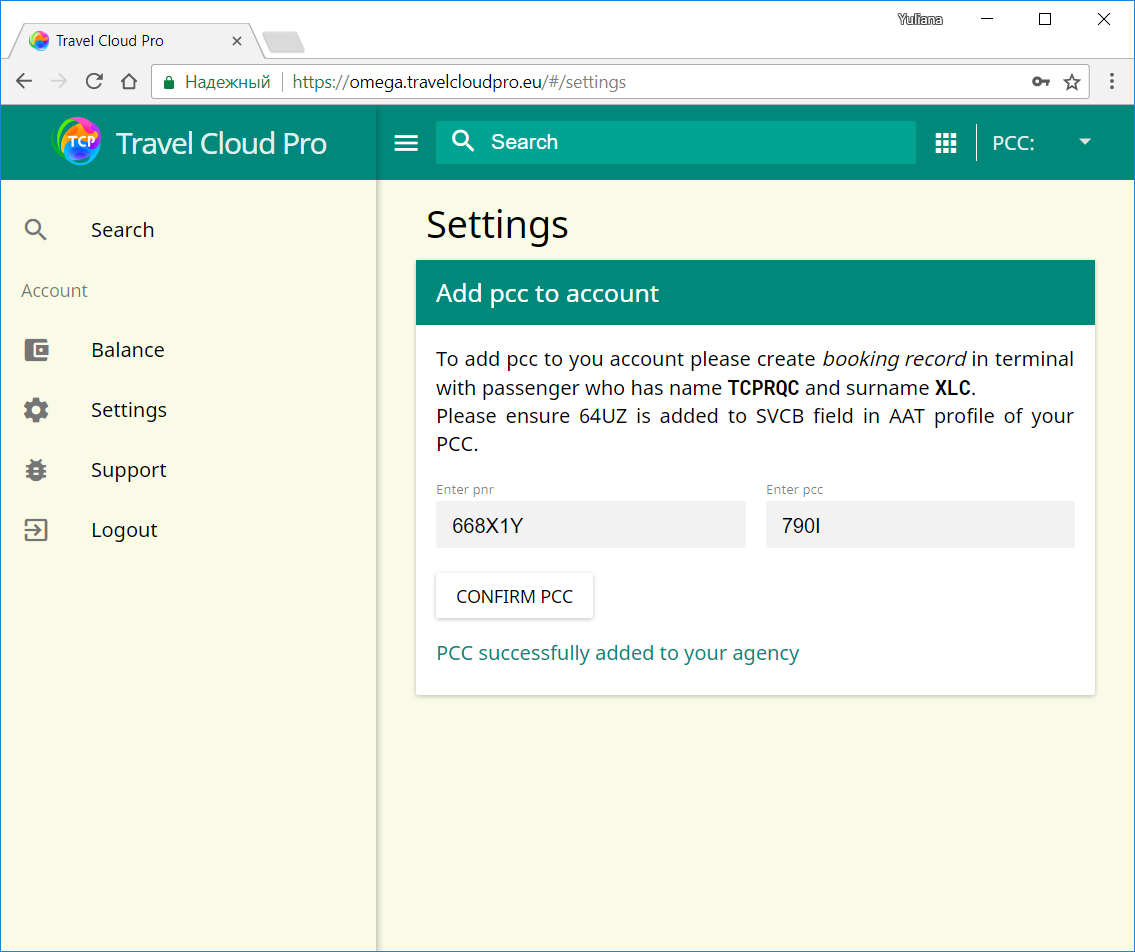 Yuliana
Travel Cloud Pro
Надежный https://omega.travelcloudpro.eu/#/settings
TCP Travel Cloud Pro
Search
PCC:
Search
Account
Balance
Settings
Support
Logout
Settings
Add pcc to account
To add pcc to you account please create booking record in terminal
with passenger who has name TCPRQC and surname XLC.
Please ensure 64UZ is added to SVCB field in AAT profile of your
PCC.
Enter pnr Enter pcc
668X1Y 790I
CONFIRM PCC
PCC successfully added to your agency